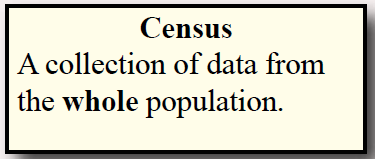 Census
A collection of data from
the whole population.